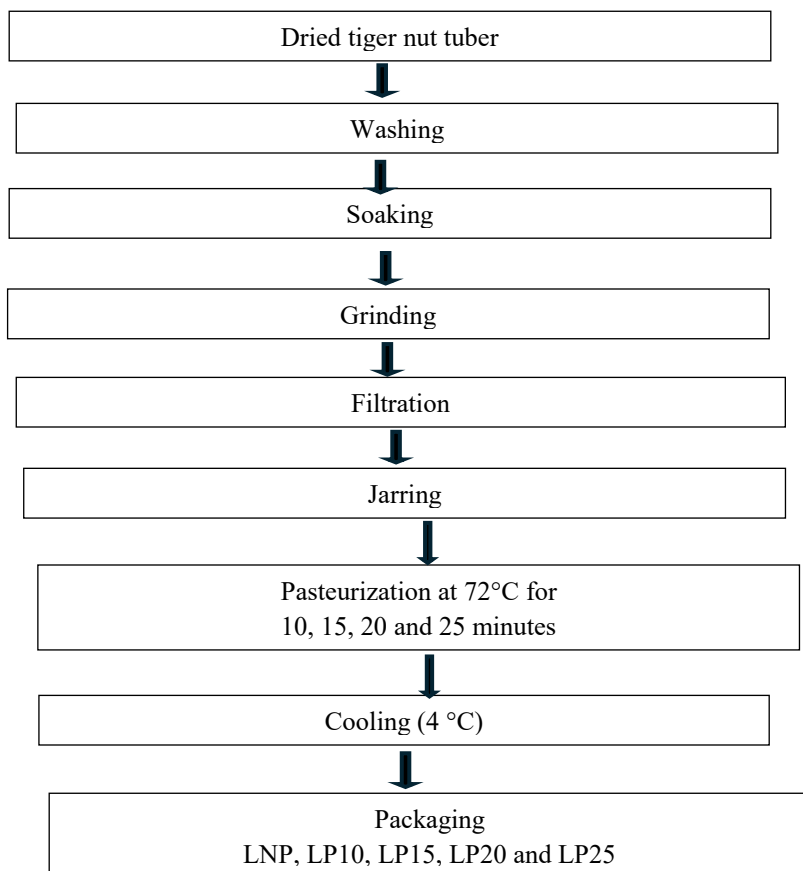 Dried tiger nut tuber
Washing
Soaking
Grinding
Filtration
Jarring
Pasteurization at 72°C for
10, 15, 20 and 25 minutes
Cooling (4 °C)
Packaging
LNP, LP10, LP15, LP20 and LP25